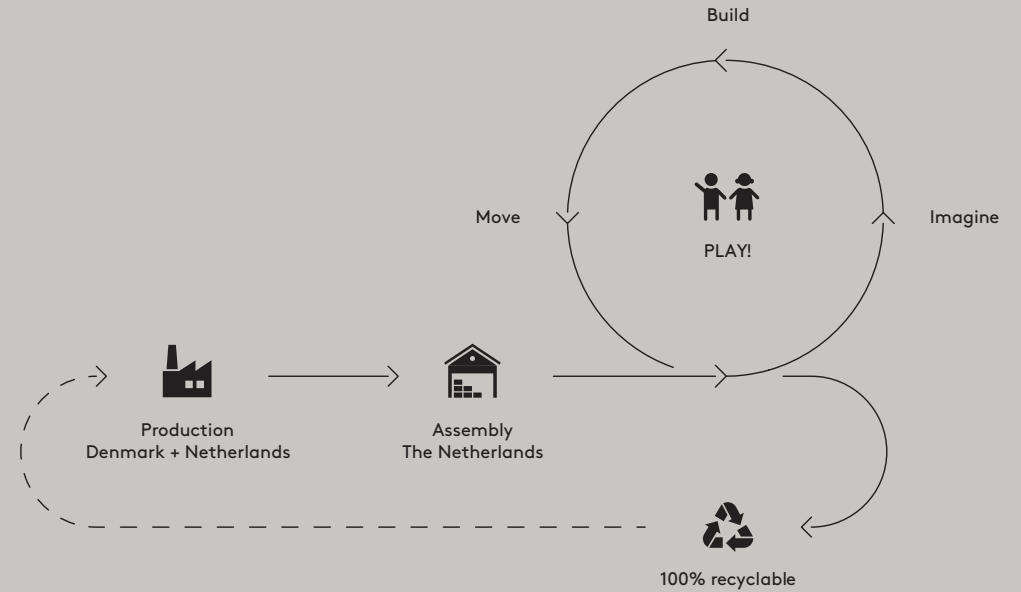 Build
Move
Imagine
PLAY!
Production
Denmark + Netherlands
Assembly
The Netherlands
100% recyclable